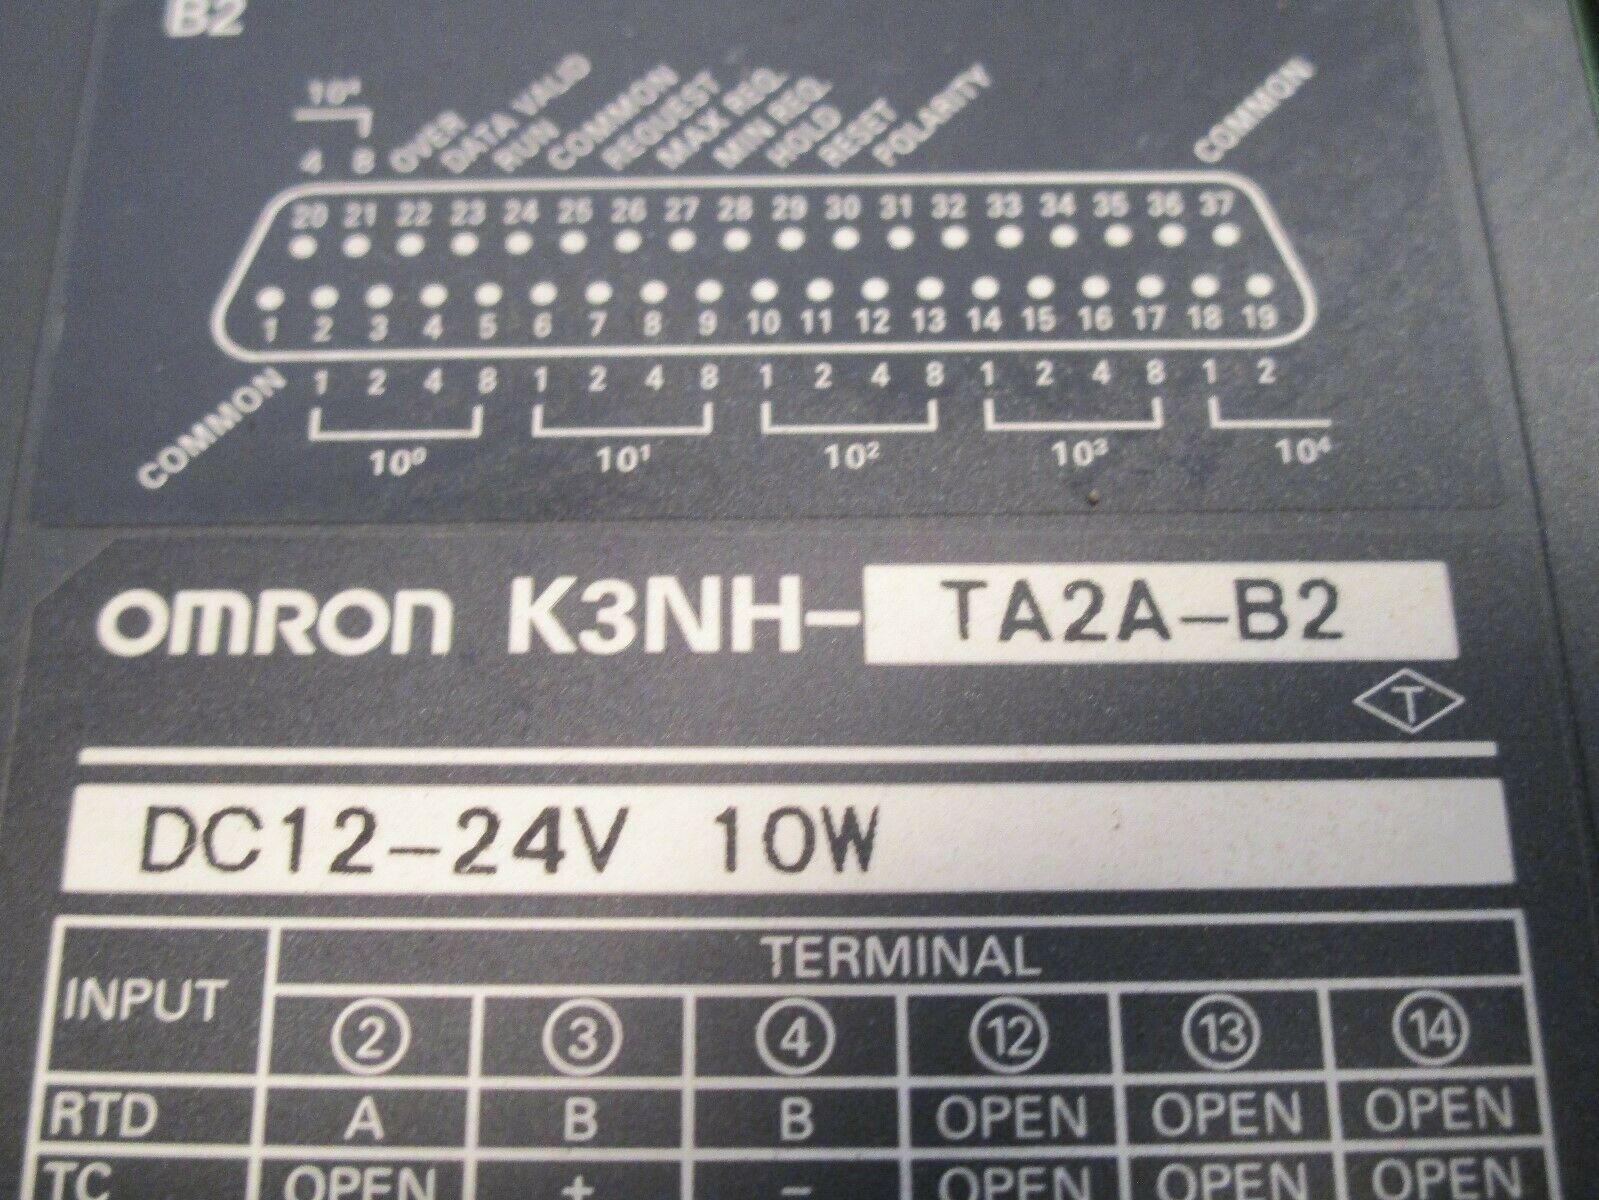 B2
10⁴
4 8 OVER DATA VALID RUN COMMON REQUEST MAX REQ. MIN REQ. HOLD RESET POLARITY COMMON
20 21 22 23 24 25 26 27 28 29 30 31 32 33 34 35 36 37
1 2 3 4 5 6 7 8 9 10 11 12 13 14 15 16 17 18 19
COMMON 1 2 4 8 1 2 4 8 1 2 4 8 1 2 4 8 1 2
10⁰ 10¹ 10² 10³ 10⁴
OMRON K3NH- TA2A-B2
T
DC12-24V 10W
INPUT TERMINAL
② ③ ④ ⑫ ⑬ ⑭
RTD A B B OPEN OPEN OPEN
TC OPEN + - OPEN OPEN OPEN